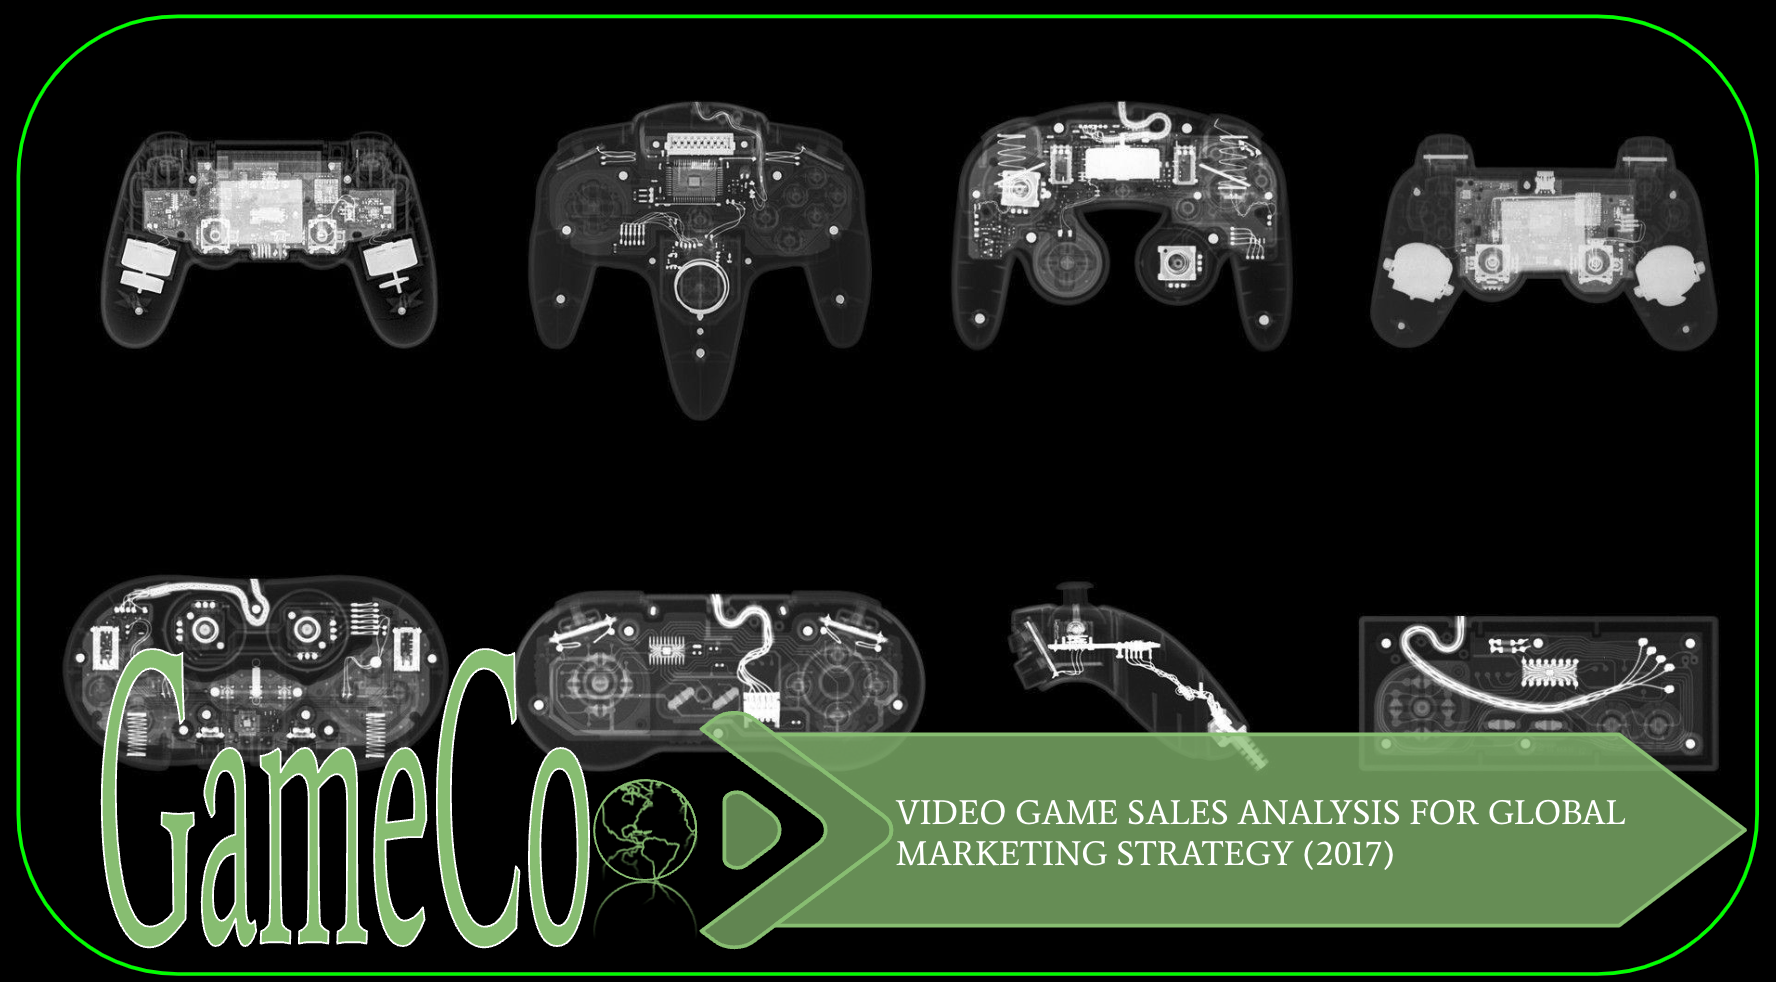 GameCo
VIDEO GAME SALES ANALYSIS FOR GLOBAL
MARKETING STRATEGY (2017)